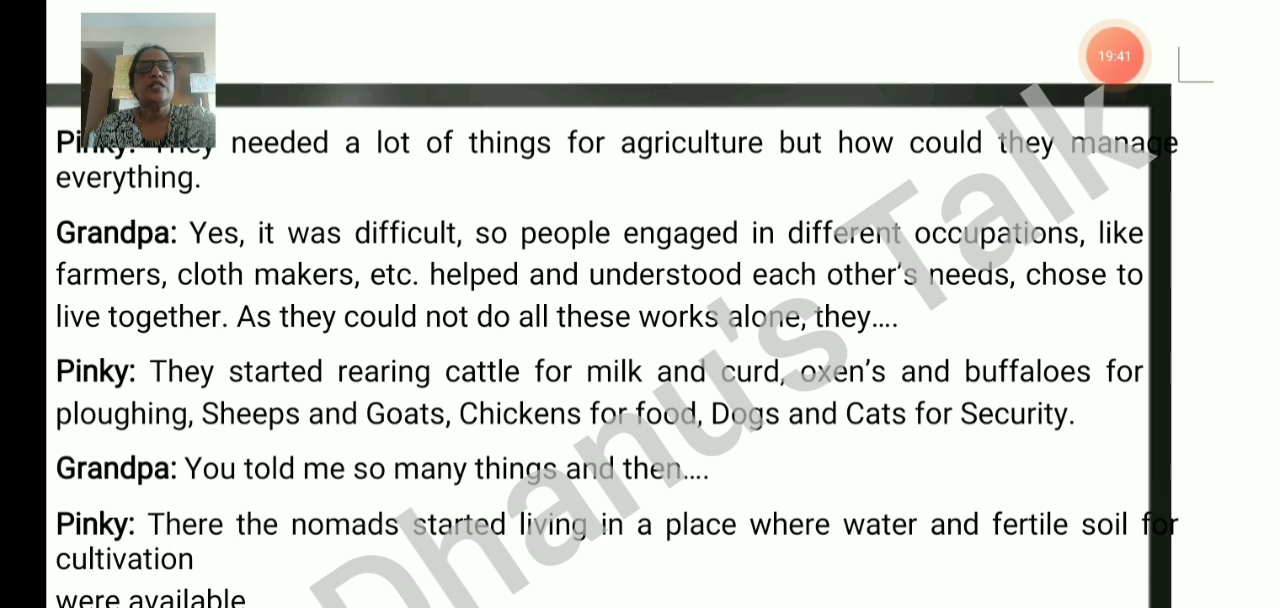 19:41
Pinky: They needed a lot of things for agriculture but how could they manage
everything.
Grandpa: Yes, it was difficult, so people engaged in different occupations, like
farmers, cloth makers, etc. helped and understood each other's needs, chose to
live together. As they could not do all these works alone, they....
Pinky: They started rearing cattle for milk and curd, oxen's and buffaloes for
ploughing, Sheeps and Goats, Chickens for food, Dogs and Cats for Security.
Grandpa: You told me so many things and then....
Pinky: There the nomads started living in a place where water and fertile soil for
cultivation
were available
Dhanu's Talk